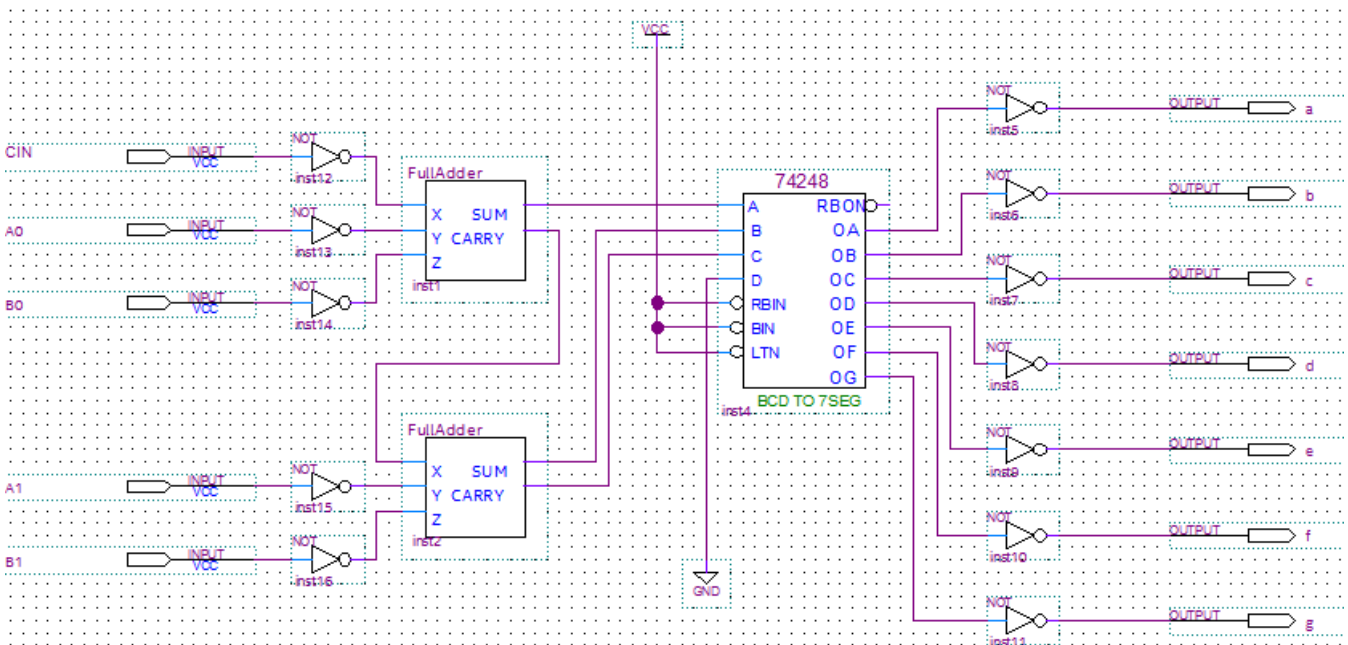 VCC
NOT
OUTPUT
a
inst5
CIN
INPUT
VCC
NOT
inst12
FullAdder
X
SUM
Y
CARRY
Z
inst1
A0
INPUT
VCC
NOT
inst13
B0
INPUT
VCC
NOT
inst14
74248
A
RBON
B
OA
C
OB
D
OC
RBIN
OD
BIN
OE
LTN
OF
OG
inst4
BCD TO 7SEG
NOT
OUTPUT
b
inst6
NOT
OUTPUT
c
inst7
NOT
OUTPUT
d
inst8
FullAdder
X
SUM
Y
CARRY
Z
inst2
A1
INPUT
VCC
NOT
inst15
B1
INPUT
VCC
NOT
inst16
GND
NOT
OUTPUT
e
inst9
NOT
OUTPUT
f
inst10
NOT
OUTPUT
g
inst11